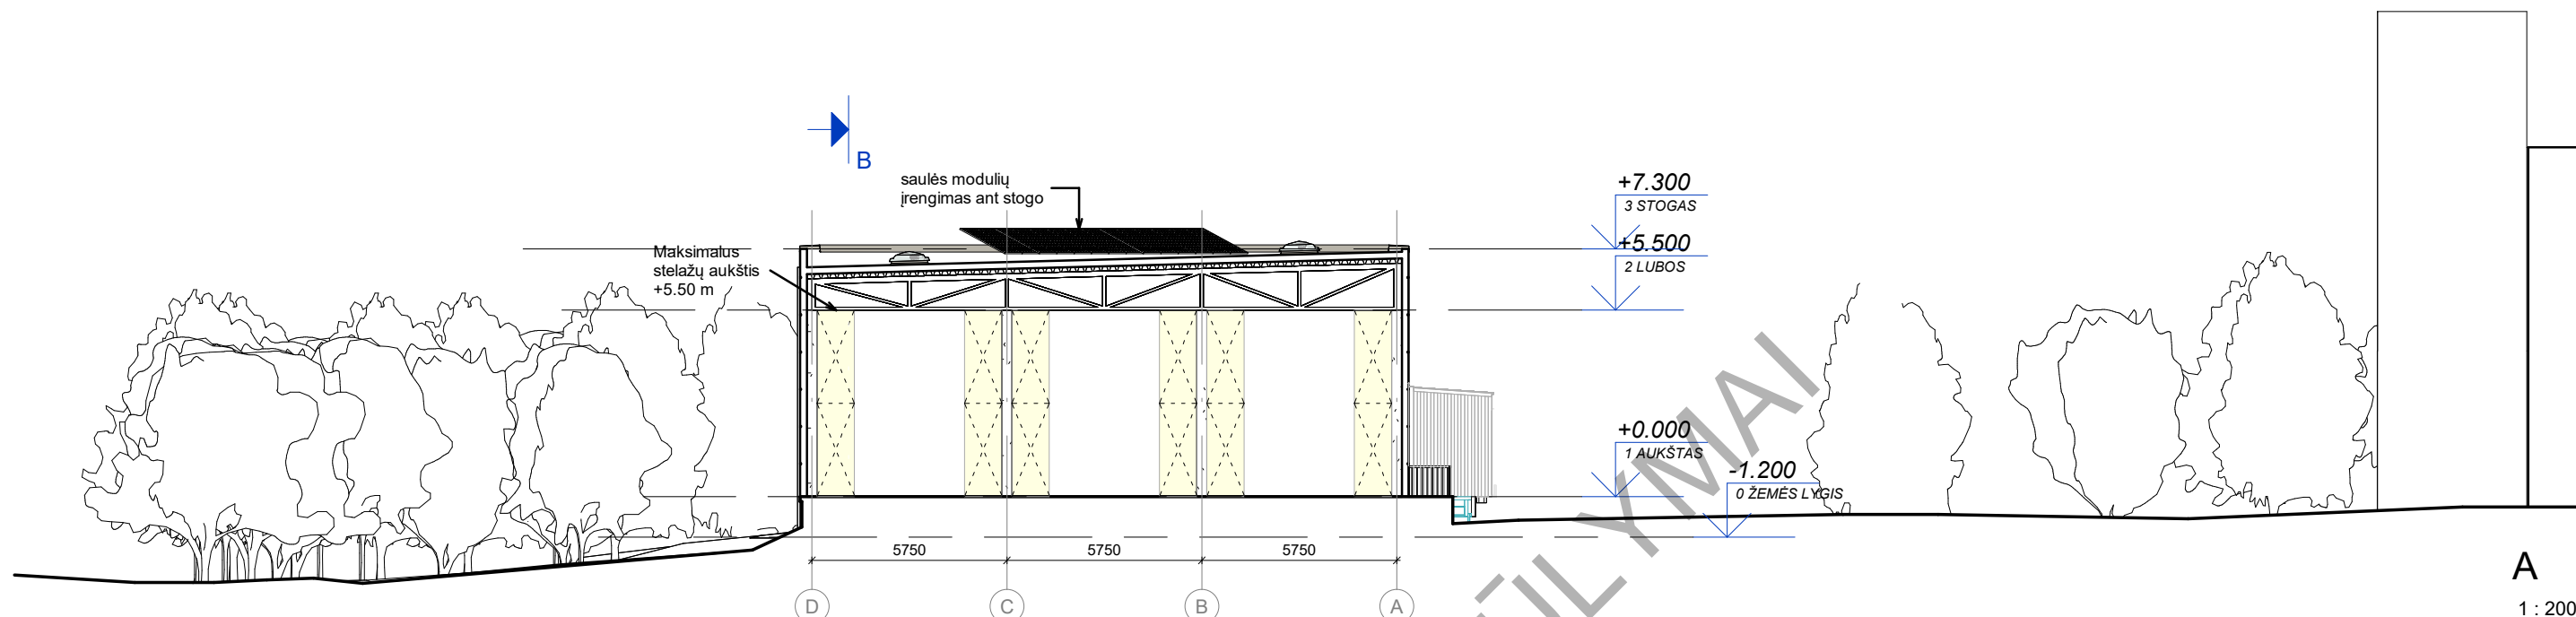 B
saulės modulių
įrengimas ant stogo
Maksimalus
stelažų aukštis
+5.50 m
+7.300
3 STOGAS
+5.500
2 LUBOS
+0.000
1 AUKŠTAS
-1.200
0 ŽEMĖS LYGIS
5750 5750 5750
D C B A
A
1 : 200
ŪLYMAI